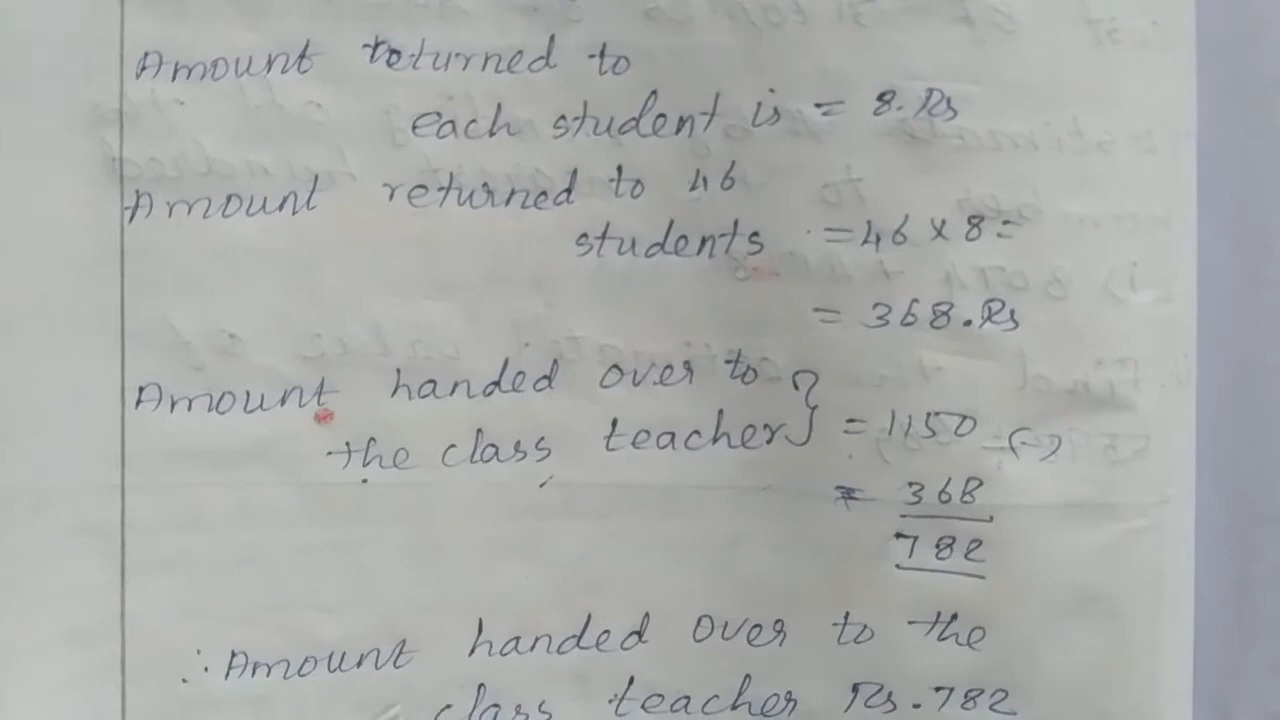 Amount returned to
each student is = 8.Rs
Amount returned to 46
students = 46 x 8 =
= 368.Rs
Amount handed over to
the class teacher } = 1150 (-)
= 368
782
∴ Amount handed over to the
class teacher Rs.782